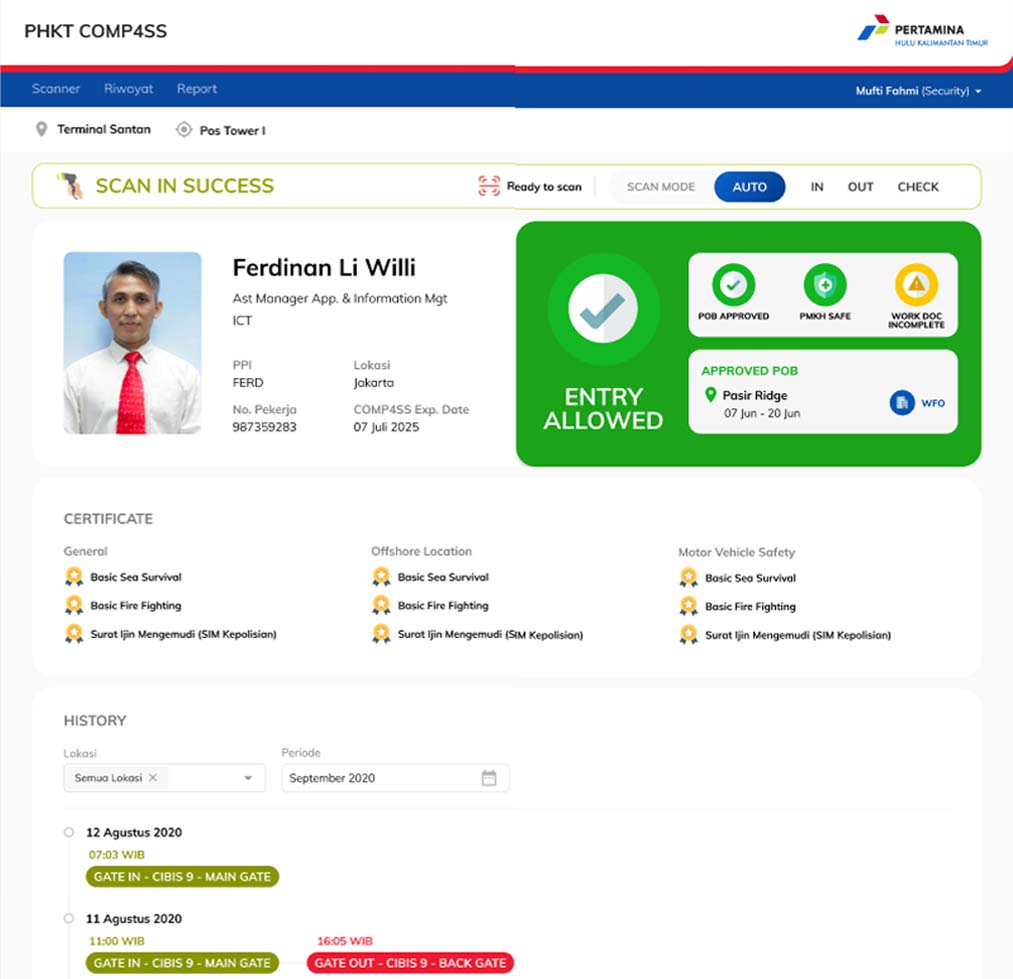 PHKT COMP4SS
PERTAMINA
HULU KALIMANTAN TIMUR
Scanner Riwayat Report
Mufti Fahmi (Security)
Terminal Santan Pos Tower I
SCAN IN SUCCESS
Ready to scan
SCAN MODE AUTO IN OUT CHECK
Ferdinan Li Willi
Ast Manager App. & Information Mgt
ICT
PPI Lokasi
FERD Jakarta
No. Pekerja COMP4SS Exp. Date
987359283 07 Juli 2025
ENTRY
ALLOWED
POB APPROVED PMKH SAFE WORK DOC
INCOMPLETE
APPROVED POB
Pasir Ridge
07 Jun - 20 Jun
WFO
CERTIFICATE
General Offshore Location Motor Vehicle Safety
Basic Sea Survival Basic Sea Survival Basic Sea Survival
Basic Fire Fighting Basic Fire Fighting Basic Fire Fighting
Surat Ijin Mengemudi (SIM Kepolisian) Surat Ijin Mengemudi (SIM Kepolisian) Surat Ijin Mengemudi (SIM Kepolisian)
HISTORY
Lokasi Periode
Semua Lokasi September 2020
12 Agustus 2020
07:03 WIB
GATE IN - CIBIS 9 - MAIN GATE
11 Agustus 2020
11:00 WIB 16:05 WIB
GATE IN - CIBIS 9 - MAIN GATE GATE OUT - CIBIS 9 - BACK GATE